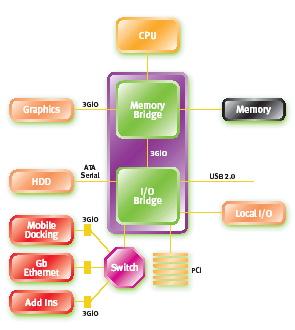 CPU
3GIO
Graphics
Memory
Bridge
Memory
3GIO
ATA
Serial
USB 2.0
HDD
I/O
Bridge
Local I/O
Mobile
Docking
3GIO
Gb
Ethernet
Switch
PCI
Add Ins
3GIO